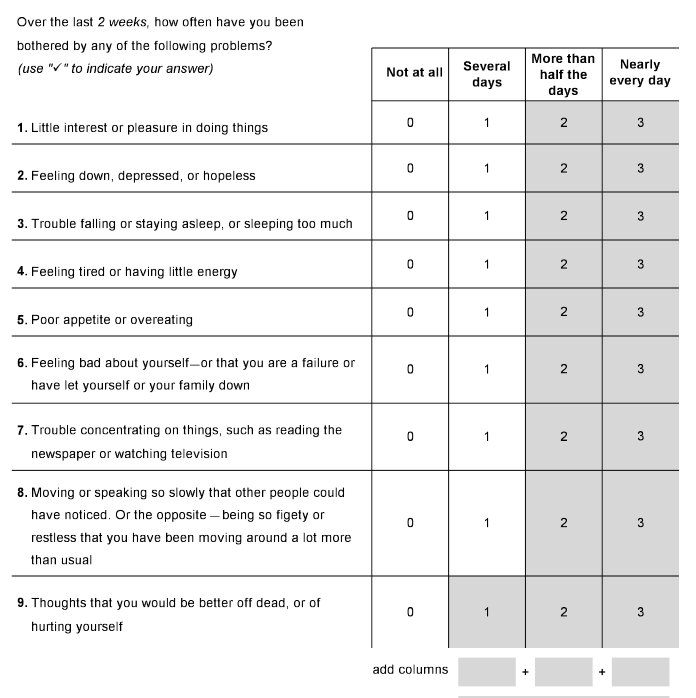 Over the last 2 weeks, how often have you been
bothered by any of the following problems?
(use "✓" to indicate your answer)
Not at all
Several
days
More than
half the
days
Nearly
every day
1. Little interest or pleasure in doing things 0 1 2 3
2. Feeling down, depressed, or hopeless 0 1 2 3
3. Trouble falling or staying asleep, or sleeping too much 0 1 2 3
4. Feeling tired or having little energy 0 1 2 3
5. Poor appetite or overeating 0 1 2 3
6. Feeling bad about yourself—or that you are a failure or
have let yourself or your family down 0 1 2 3
7. Trouble concentrating on things, such as reading the
newspaper or watching television 0 1 2 3
8. Moving or speaking so slowly that other people could
have noticed. Or the opposite — being so figety or
restless that you have been moving around a lot more
than usual 0 1 2 3
9. Thoughts that you would be better off dead, or of
hurting yourself 0 1 2 3
add columns + +